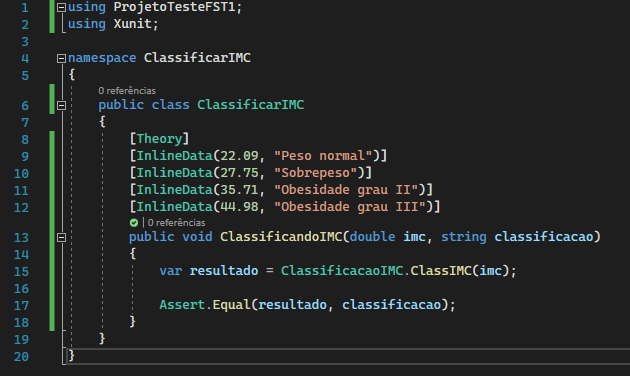 1 using ProjetoTesteFST1;
2 using Xunit;
3
4 namespace ClassificarIMC
5 {
0 referências
6 public class ClassificarIMC
7 {
8 [Theory]
9 [InlineData(22.09, "Peso normal")]
10 [InlineData(27.75, "Sobrepeso")]
11 [InlineData(35.71, "Obesidade grau II")]
12 [InlineData(44.98, "Obesidade grau III")]
| 0 referências
13 public void ClassificandoIMC(double imc, string classificacao)
14 {
15 var resultado = ClassificacaoIMC.ClassIMC(imc);
16
17 Assert.Equal(resultado, classificacao);
18 }
19 }
20 }